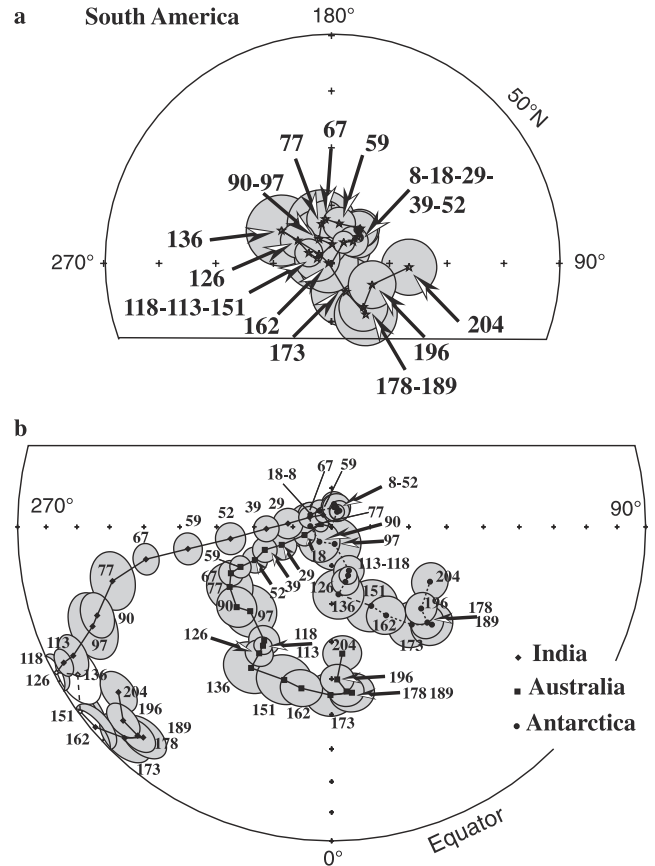 a South America 180°
50°N
67
77 59
90-97 8-18-29-
39-52
136
270° 90°
126
118-113-151
162 204
173 196
178-189
b
67 59
18-8
270° 8-52 90°
39 29 77
52 90
59 97
67 18
59 113-118
67 29
77 39 204
77 52 126 151
90 136 196
90 97 162 178
97 173 189
113 126 118
118 113 204
126 136 India
136 196 Australia
204 151 178 189
151 196 162 Antarctica
162 189 173
178
173
Equator
0°